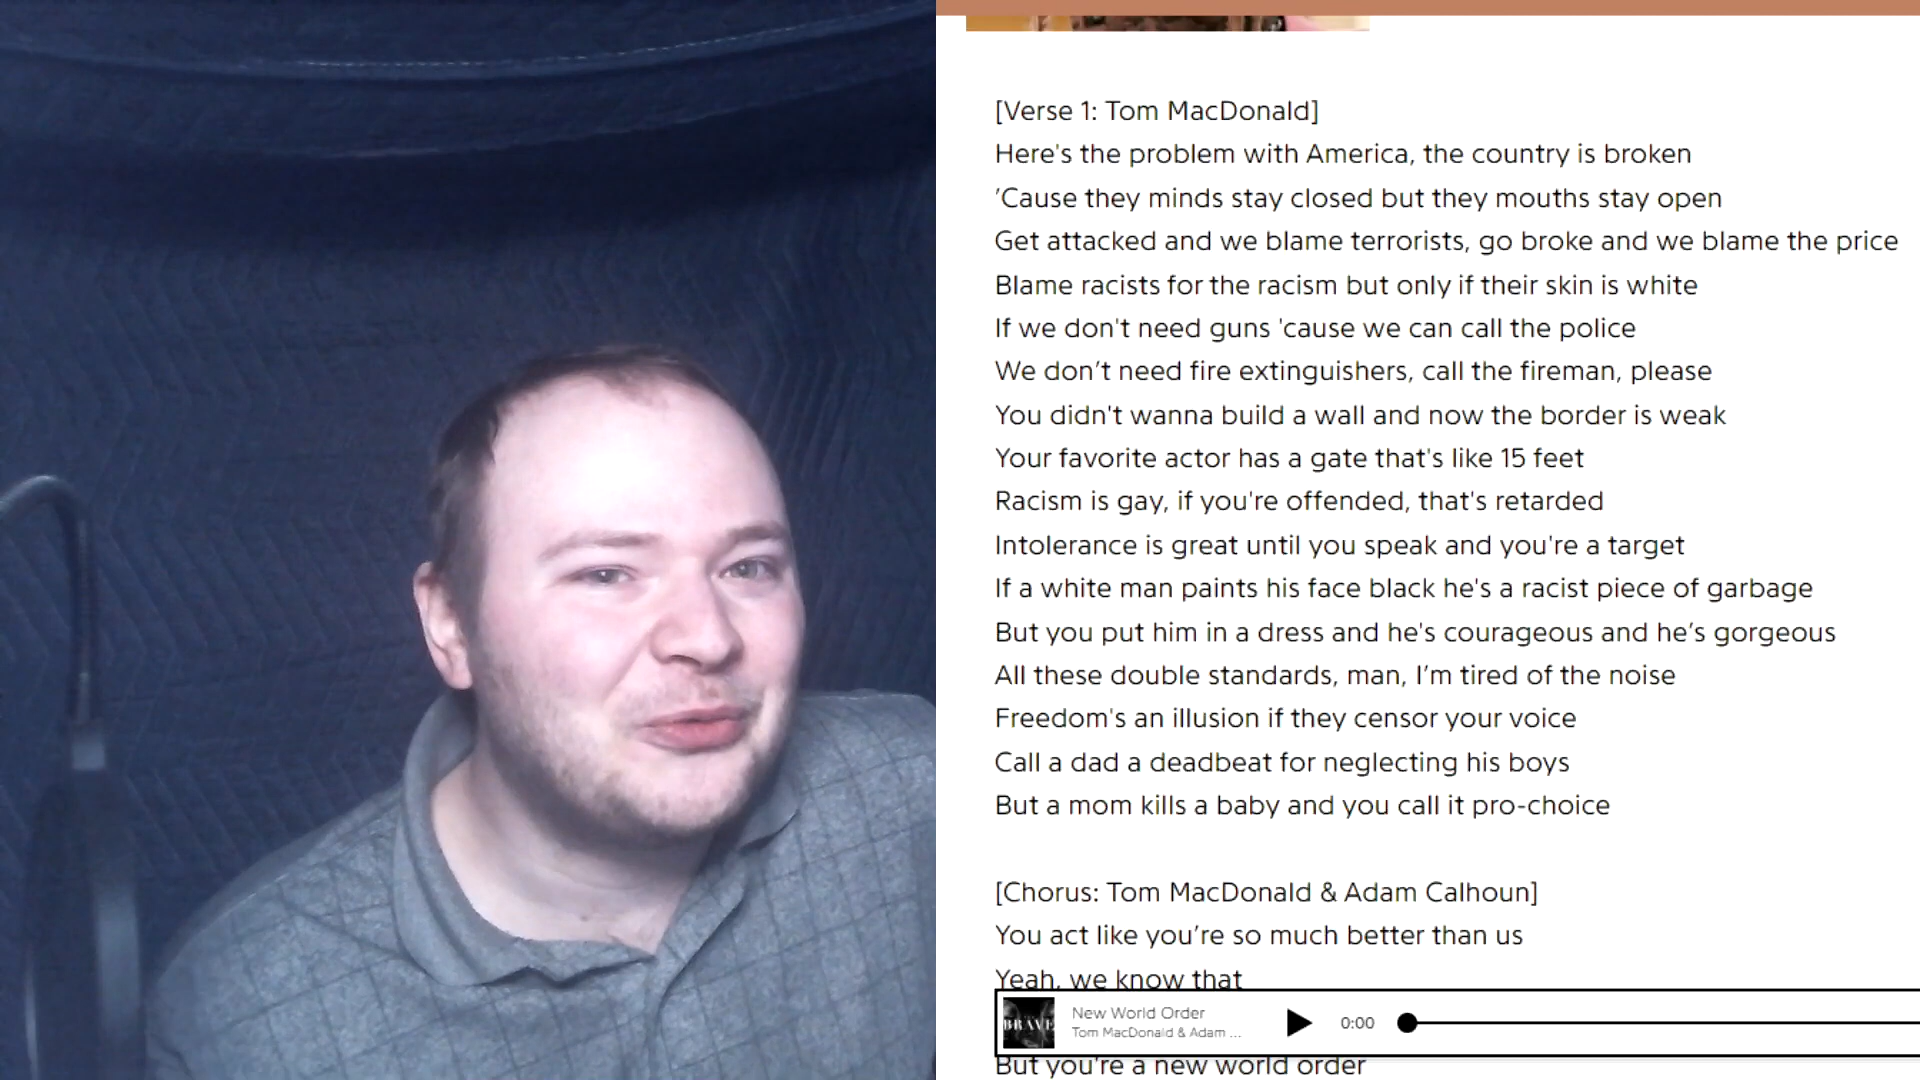 [Verse 1: Tom MacDonald]
Here's the problem with America, the country is broken
’Cause they minds stay closed but they mouths stay open
Get attacked and we blame terrorists, go broke and we blame the price
Blame racists for the racism but only if their skin is white
If we don't need guns 'cause we can call the police
We don’t need fire extinguishers, call the fireman, please
You didn't wanna build a wall and now the border is weak
Your favorite actor has a gate that's like 15 feet
Racism is gay, if you're offended, that's retarded
Intolerance is great until you speak and you're a target
If a white man paints his face black he's a racist piece of garbage
But you put him in a dress and he's courageous and he’s gorgeous
All these double standards, man, I’m tired of the noise
Freedom's an illusion if they censor your voice
Call a dad a deadbeat for neglecting his boys
But a mom kills a baby and you call it pro-choice
[Chorus: Tom MacDonald & Adam Calhoun]
You act like you’re so much better than us
Yeah, we know that
BRAVE
New World Order
Tom MacDonald & Adam ...
0:00
But you're a new world order